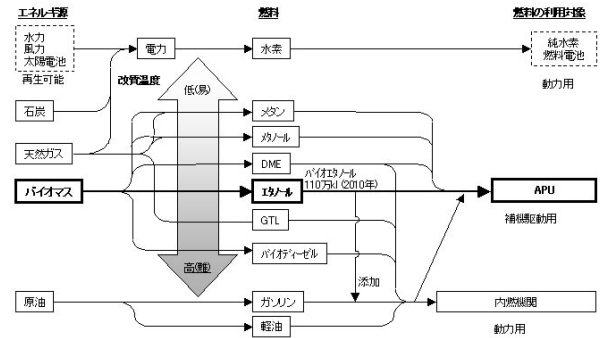 エネルギ源
燃料
燃料の利用対象
水力
風力
太陽電池
再生可能
電力
水素
純水素
燃料電池
動力用
改質温度
低(易)
石炭
メタン
天然ガス
メタノール
DME
バイオマス
エタノール
バイオエタノール
110万kl (2010年)
APU
補機駆動用
GTL
高(難)
バイオディーゼル
添加
原油
ガソリン
内燃機関
軽油
動力用